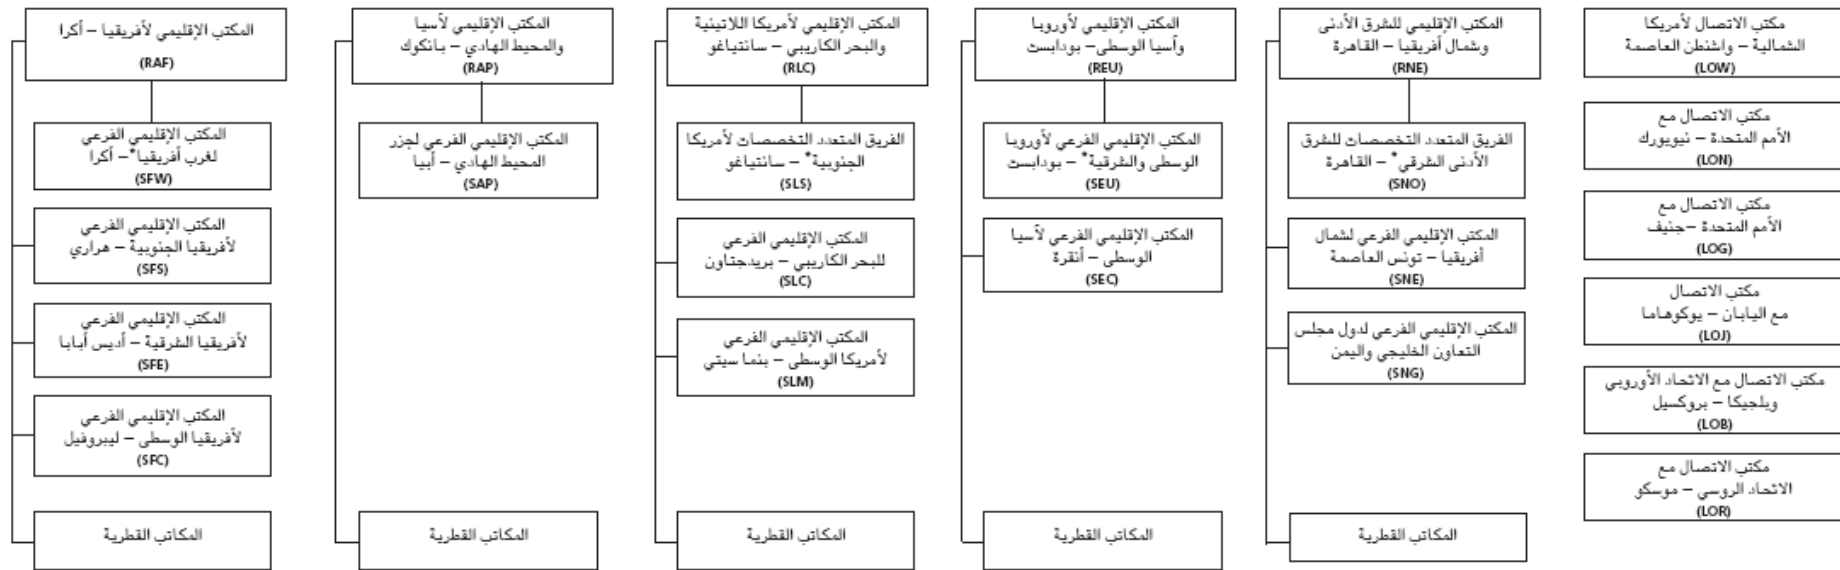 المكتب الإقليمي لأفريقيا – أكرا
(RAF)
المكتب الإقليمي الفرعي
لغرب أفريقيا*– أكرا
(SFW)
المكتب الإقليمي الفرعي
لأفريقيا الجنوبية – هراري
(SFS)
المكتب الإقليمي الفرعي
لأفريقيا الشرقية – أديس أبابا
(SFE)
المكتب الإقليمي الفرعي
لأفريقيا الوسطى – ليبروفيل
(SFC)
المكاتب القطرية
المكتب الإقليمي لآسيا
والمحيط الهادي – بانكوك
(RAP)
المكتب الإقليمي الفرعي لجزر
المحيط الهادي – أبيا
(SAP)
المكاتب القطرية
المكتب الإقليمي لأمريكا اللاتينية
والبحر الكاريبي – سانتياغو
(RLC)
الفريق المتعدد التخصصات لأمريكا
الجنوبية* – سانتياغو
(SLS)
المكتب الإقليمي الفرعي
للبحر الكاريبي – بريدجتاون
(SLC)
المكتب الإقليمي الفرعي
لأمريكا الوسطى – بنما سيتي
(SLM)
المكاتب القطرية
المكتب الإقليمي لأوروبا
وآسيا الوسطى– بودابست
(REU)
المكتب الإقليمي الفرعي لأوروبا
الوسطى والشرقية* – بودابست
(SEU)
المكتب الإقليمي الفرعي لآسيا
الوسطى – أنقرة
(SEC)
المكاتب القطرية
المكتب الإقليمي للشرق الأدنى
وشمال أفريقيا – القاهرة
(RNE)
الفريق المتعدد التخصصات للشرق
الأدنى الشرقي* – القاهرة
(SNO)
المكتب الإقليمي الفرعي لشمال
أفريقيا – تونس العاصمة
(SNE)
المكتب الإقليمي الفرعي لدول مجلس
التعاون الخليجي واليمن
(SNG)
المكاتب القطرية
مكتب الاتصال لأمريكا
الشمالية – واشنطن العاصمة
(LOW)
مكتب الاتصال مع
الأمم المتحدة – نيويورك
(LON)
مكتب الاتصال مع
الأمم المتحدة –جنيف
(LOG)
مكتب الاتصال
مع اليابان – يوكوهاما
(LOJ)
مكتب الاتصال مع الاتحاد الأوروبي
وبلجيكا – بروكسيل
(LOB)
مكتب الاتصال مع
الاتحاد الروسي – موسكو
(LOR)